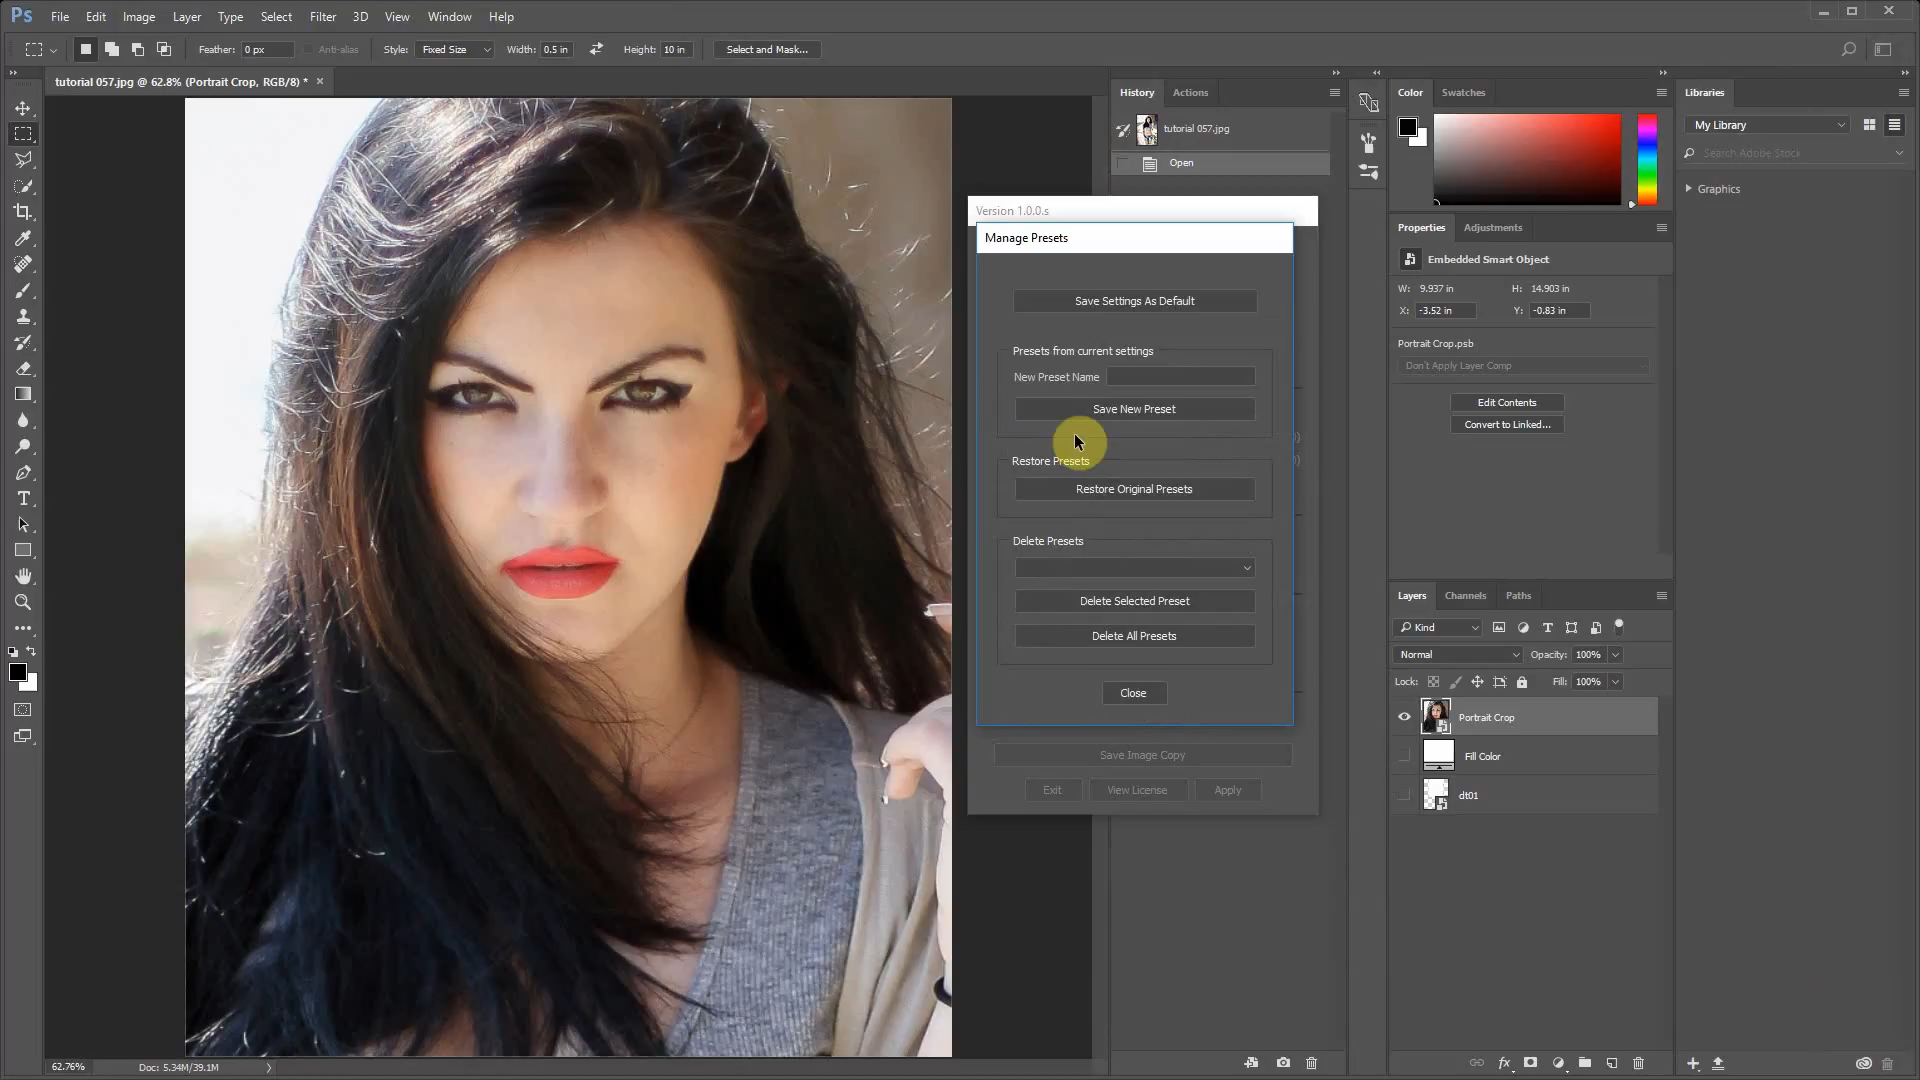 Ps File Edit Image Layer Type Select Filter 3D View Window Help
Feather: 0 px Anti-alias Style: Fixed Size Width: 0.5 in Height: 10 in Select and Mask...
tutorial 057.jpg @ 62.8% (Portrait Crop, RGB/8) * ×
History Actions
tutorial 057.jpg
Open
Version 1.0.0.s
Manage Presets
Save Settings As Default
Presets from current settings
New Preset Name
Save New Preset
Restore Presets
Restore Original Presets
Delete Presets
Delete Selected Preset
Delete All Presets
Close
Save Image Copy
Exit View License Apply
Color Swatches
Properties Adjustments
Embedded Smart Object
W: 9.937 in H: 14.903 in
X: -3.52 in Y: -0.83 in
Portrait Crop.psb
Don't Apply Layer Comp
Edit Contents
Convert to Linked...
Layers Channels Paths
Kind
Normal Opacity: 100%
Lock: Fill: 100%
Portrait Crop
Fill Color
dt01
fx
Libraries
My Library
Search Adobe Stock
Graphics
62.76% Doc: 5.34M/39.1M